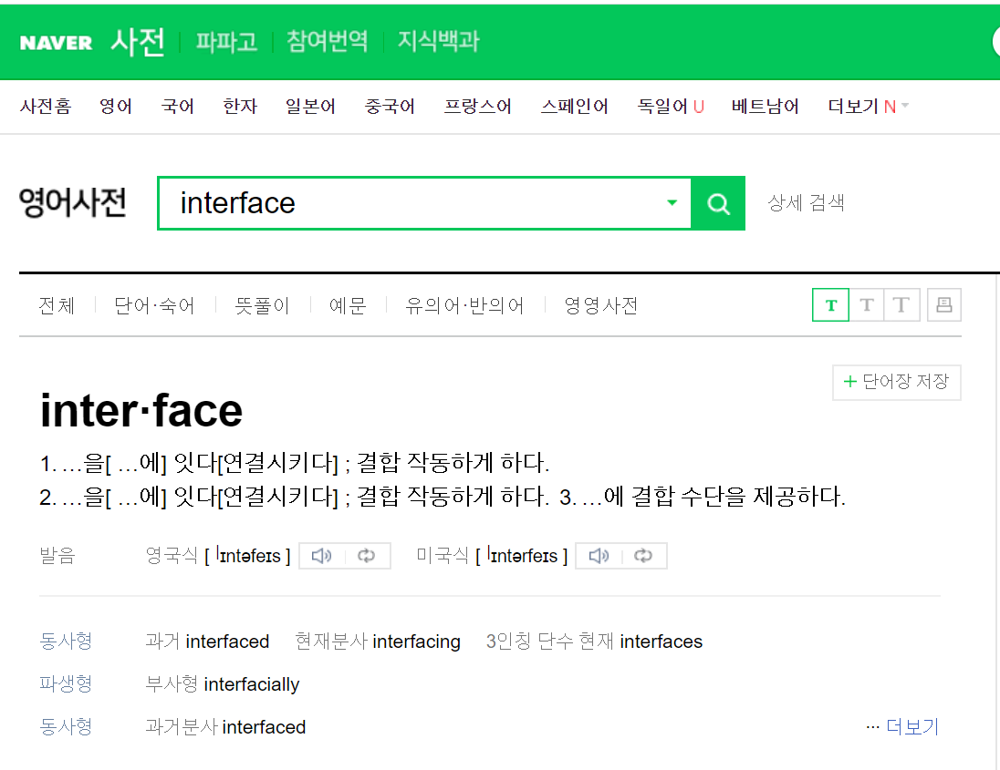 NAVER 사전 파파고 참여번역 지식백과
사전홈 영어 국어 한자 일본어 중국어 프랑스어 스페인어 독일어 U 베트남어 더보기 N
영어사전 interface 상세 검색
전체 단어·숙어 뜻풀이 예문 유의어·반의어 영영사전 T T T
+ 단어장 저장
inter·face
1. …을[ …에] 잇다[연결시키다] ; 결합 작동하게 하다.
2. …을[ …에] 잇다[연결시키다] ; 결합 작동하게 하다. 3. …에 결합 수단을 제공하다.
발음 영국식 [ ˈɪntəfeɪs ] 미국식 [ ˈɪntərfeɪs ]
동사형 과거 interfaced 현재분사 interfacing 3인칭 단수 현재 interfaces
파생형 부사형 interfacially
동사형 과거분사 interfaced ··· 더보기